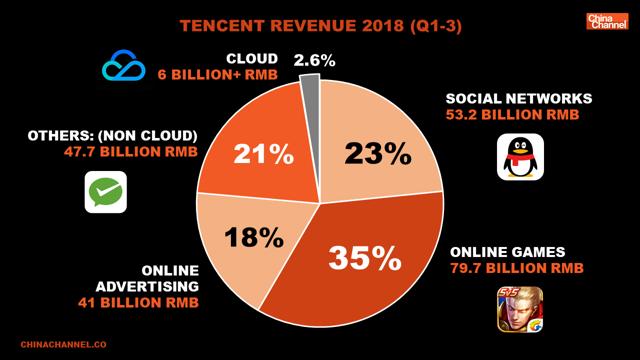 TENCENT REVENUE 2018 (Q1-3)
China
Channel
CLOUD
6 BILLION+ RMB
2.6%
SOCIAL NETWORKS
53.2 BILLION RMB
OTHERS: (NON CLOUD)
47.7 BILLION RMB
21%
23%
18%
35%
ONLINE GAMES
79.7 BILLION RMB
ONLINE
ADVERTISING
41 BILLION RMB
5v5
CHINACHANNEL.CO